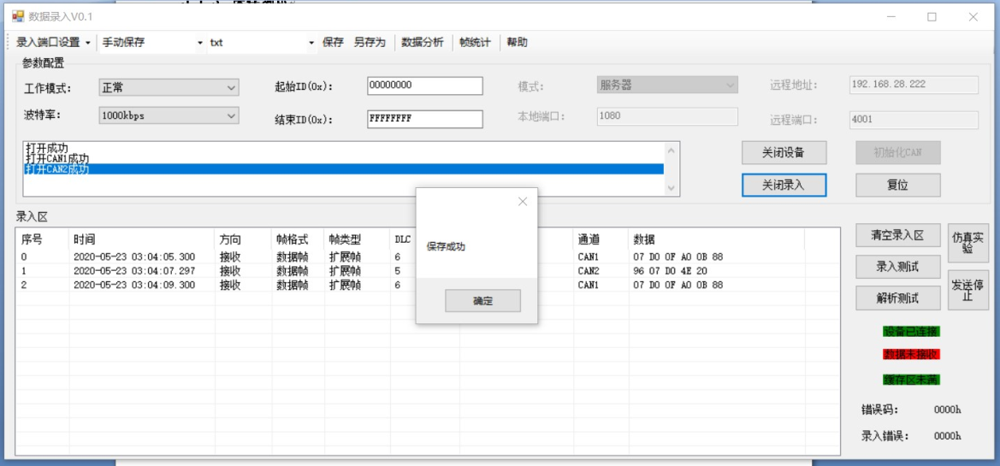 数据录入V0.1
录入端口设置 手动保存 txt 保存 另存为 数据分析 帧统计 帮助
参数配置
工作模式: 正常 起始ID(0x): 00000000 模式: 服务器 远程地址: 192.168.28.222
波特率: 1000kbps 结束ID(0x): FFFFFFFF 本地端口: 1080 远程端口: 4001
打开成功
打开CAN1成功
打开CAN2成功
关闭设备 初始化CAN
关闭录入 复位
录入区
序号 时间 方向 帧格式 帧类型 DLC 通道 数据
0 2020-05-23 03:04:05.300 接收 数据帧 扩展帧 6 CAN1 07 D0 0F A0 0B 88
1 2020-05-23 03:04:07.297 接收 数据帧 扩展帧 5 CAN2 96 07 D0 4E 20
2 2020-05-23 03:04:09.300 接收 数据帧 扩展帧 6 CAN1 07 D0 0F A0 0B 88
保存成功
确定
清空录入区
仿真实
验
录入测试
解析测试
发送停
止
设备已连接
数据未接收
缓存区未满
错误码: 0000h
录入错误: 0000h